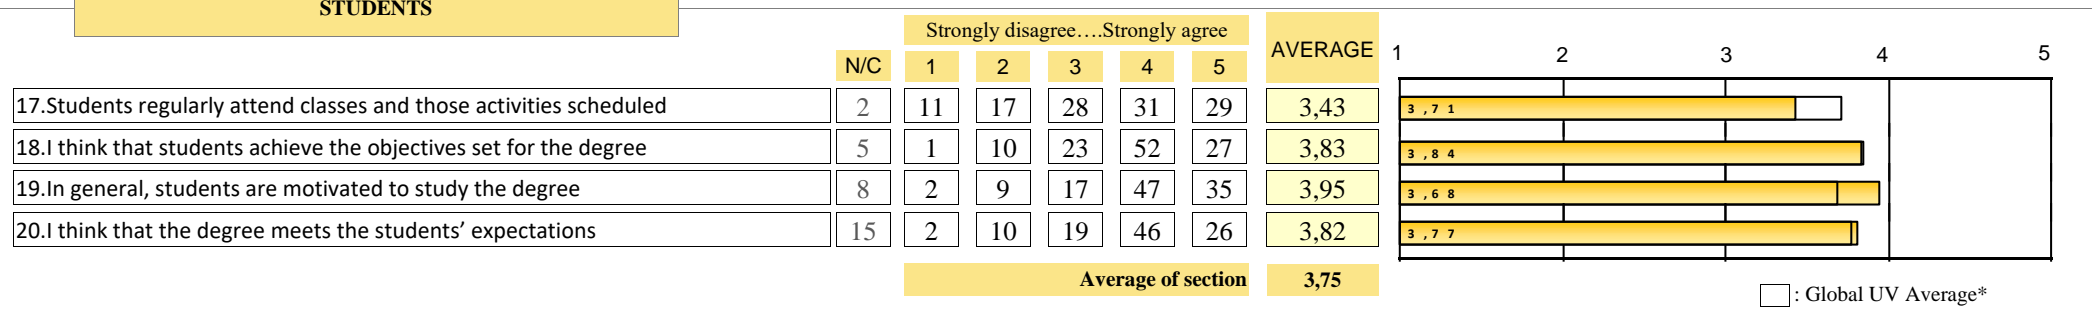 STUDENTS
Strongly disagree….Strongly agree
AVERAGE 1 2 3 4 5
N/C 1 2 3 4 5
17.Students regularly attend classes and those activities scheduled 2 11 17 28 31 29 3,43 3,71
18.I think that students achieve the objectives set for the degree 5 1 10 23 52 27 3,83 3,84
19.In general, students are motivated to study the degree 8 2 9 17 47 35 3,95 3,68
20.I think that the degree meets the students’ expectations 15 2 10 19 46 26 3,82 3,77
Average of section 3,75
: Global UV Average*